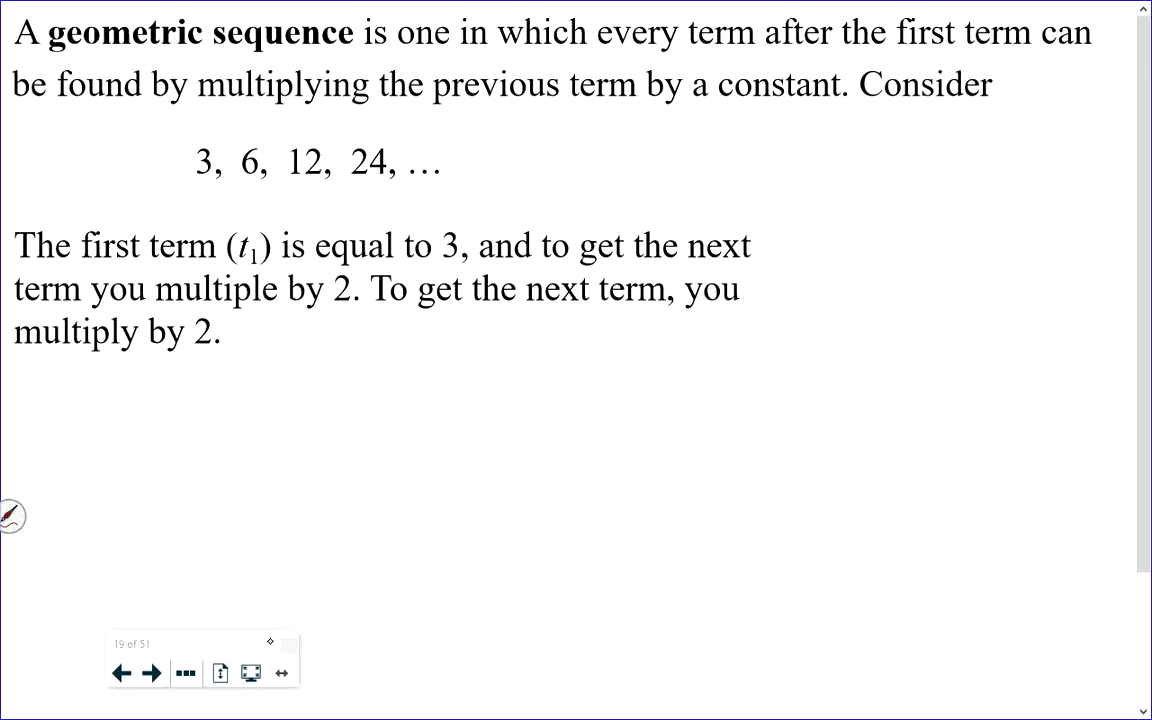 A geometric sequence is one in which every term after the first term can
be found by multiplying the previous term by a constant. Consider
3, 6, 12, 24, …
The first term (t₁) is equal to 3, and to get the next
term you multiple by 2. To get the next term, you
multiply by 2.
19 of 51